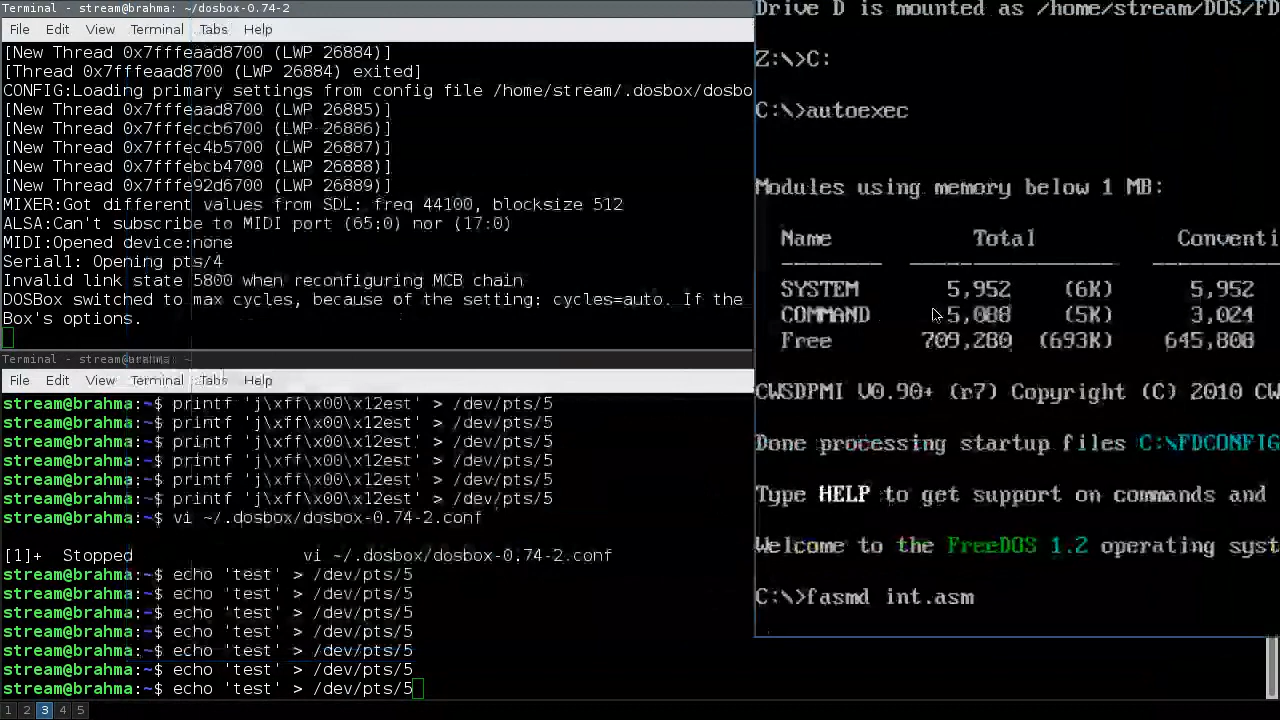 Terminal - stream@brahma: ~/dosbox-0.74-2
File Edit View Terminal Tabs Help
[New Thread 0x7fffeaad8700 (LWP 26884)]
[Thread 0x7fffeaad8700 (LWP 26884) exited]
CONFIG:Loading primary settings from config file /home/stream/.dosbox/dosbo
[New Thread 0x7fffeaad8700 (LWP 26885)]
[New Thread 0x7fffeccb6700 (LWP 26886)]
[New Thread 0x7fffec4b5700 (LWP 26887)]
[New Thread 0x7fffebcb4700 (LWP 26888)]
[New Thread 0x7fffe92d6700 (LWP 26889)]
MIXER:Got different values from SDL: freq 44100, blocksize 512
ALSA:Can't subscribe to MIDI port (65:0) nor (17:0)
MIDI:Opened device:none
Serial1: Opening pts/4
Invalid link state 5800 when reconfiguring MCB chain
DOSBox switched to max cycles, because of the setting: cycles=auto. If the
Box's options.
Terminal - stream@brahma: ~
File Edit View Terminal Tabs Help
stream@brahma:~$ printf 'j\xff\x00\x12est' > /dev/pts/5
stream@brahma:~$ printf 'j\xff\x00\x12est' > /dev/pts/5
stream@brahma:~$ printf 'j\xff\x00\x12est' > /dev/pts/5
stream@brahma:~$ printf 'j\xff\x00\x12est' > /dev/pts/5
stream@brahma:~$ printf 'j\xff\x00\x12est' > /dev/pts/5
stream@brahma:~$ printf 'j\xff\x00\x12est' > /dev/pts/5
stream@brahma:~$ vi ~/.dosbox/dosbox-0.74-2.conf
[1]+ Stopped vi ~/.dosbox/dosbox-0.74-2.conf
stream@brahma:~$ echo 'test' > /dev/pts/5
stream@brahma:~$ echo 'test' > /dev/pts/5
stream@brahma:~$ echo 'test' > /dev/pts/5
stream@brahma:~$ echo 'test' > /dev/pts/5
stream@brahma:~$ echo 'test' > /dev/pts/5
stream@brahma:~$ echo 'test' > /dev/pts/5
stream@brahma:~$ echo 'test' > /dev/pts/5
1 2 3 4 5
Drive D is mounted as /home/stream/DOS/FD
Z:\>C:
C:\>autoexec
Modules using memory below 1 MB:
Name Total Conventi
SYSTEM 5,952 (6K) 5,952
COMMAND 5,088 (5K) 3,024
Free 709,280 (693K) 645,808
CWSDPMI V0.90+ (r7) Copyright (C) 2010 CW
Done processing startup files C:\FDCONFIG
Type HELP to get support on commands and
Welcome to the FreeDOS 1.2 operating syst
C:\>fasmd int.asm